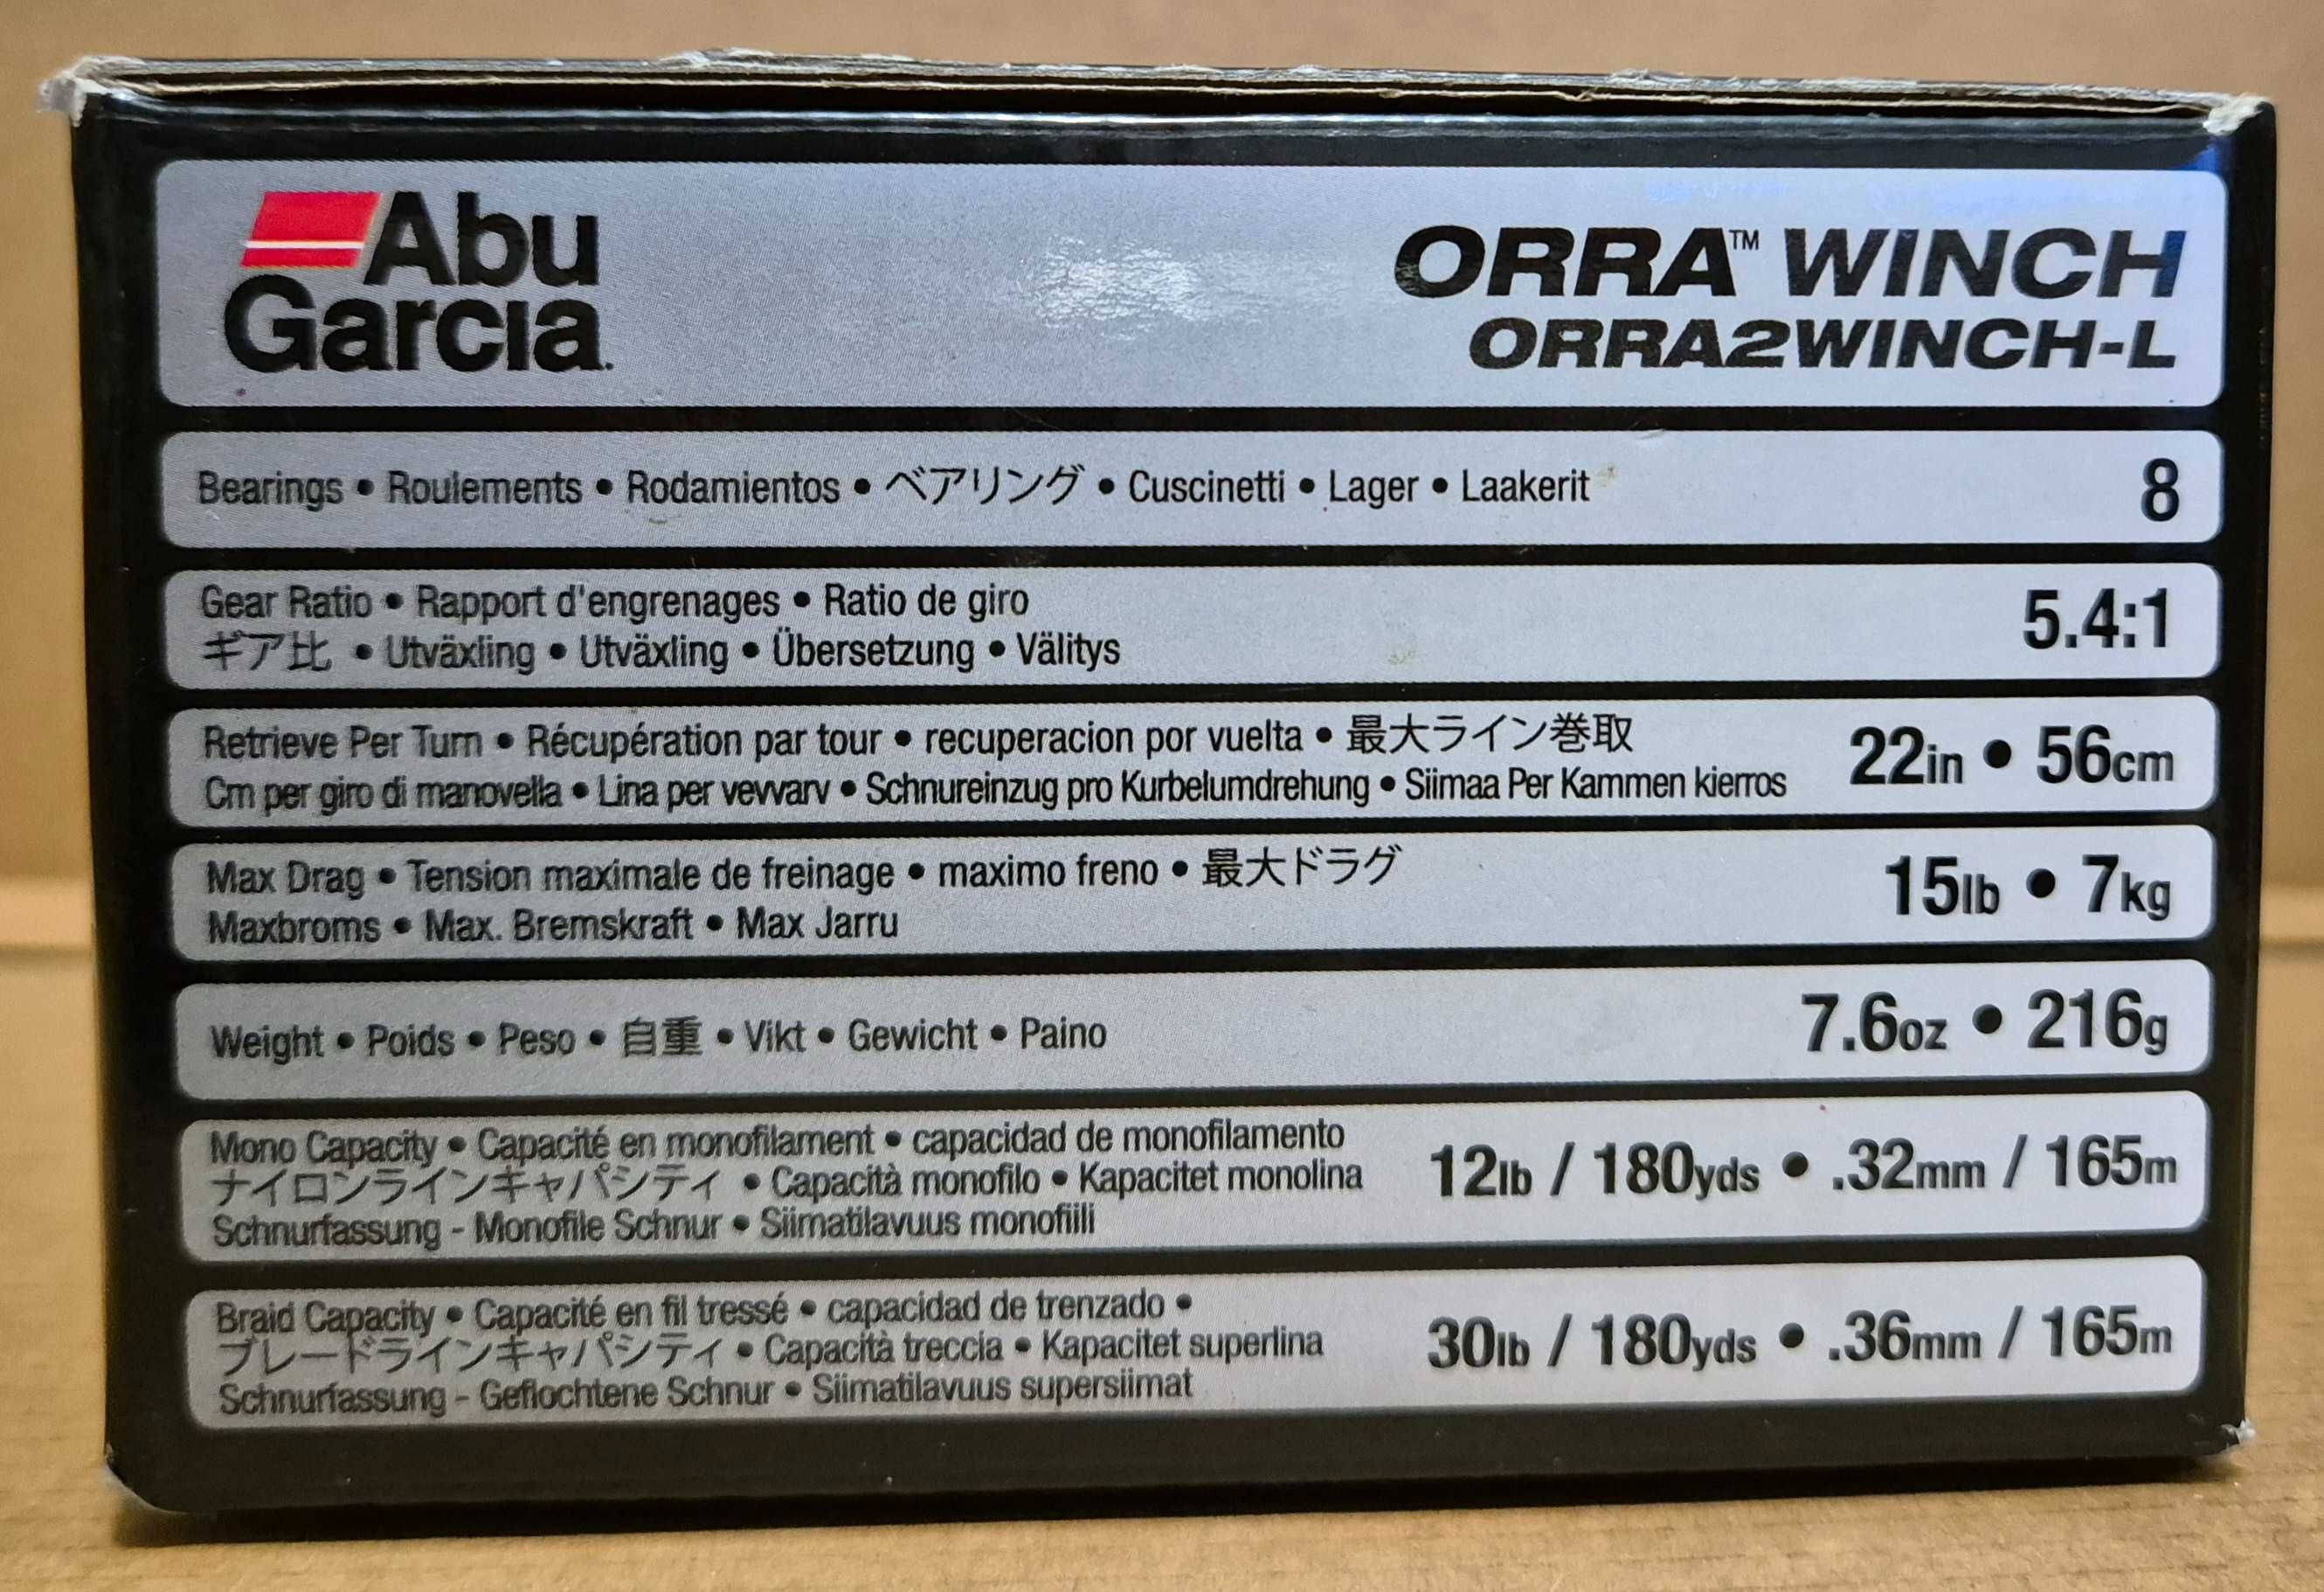 Abu
Garcia.
ORRA™ WINCH
ORRA2WINCH-L
Bearings • Roulements • Rodamientos • ベアリング • Cuscinetti • Lager • Laakerit
8
Gear Ratio • Rapport d'engrenages • Ratio de giro
ギア比 • Utväxling • Utväxling • Übersetzung • Välitys
5.4:1
Retrieve Per Turn • Récupération par tour • recuperacion por vuelta • 最大ライン巻取
Cm per giro di manovella • Lina per vevvarv • Schnureinzug pro Kurbelumdrehung • Siimaa Per Kammen kierros
22in • 56cm
Max Drag • Tension maximale de freinage • maximo freno • 最大ドラグ
Maxbroms • Max. Bremskraft • Max Jarru
15lb • 7kg
Weight • Poids • Peso • 自重 • Vikt • Gewicht • Paino
7.6oz • 216g
Mono Capacity • Capacité en monofilament • capacidad de monofilamento
ナイロンラインキャパシティ • Capacità monofilo • Kapacitet monolina
Schnurfassung - Monofile Schnur • Siimatilavuus monofiili
12lb / 180yds • .32mm / 165m
Braid Capacity • Capacité en fil tressé • capacidad de trenzado •
ブレードラインキャパシティ • Capacità treccia • Kapacitet superlina
Schnurfassung - Geflochtene Schnur • Siimatilavuus supersiimat
30lb / 180yds • .36mm / 165m